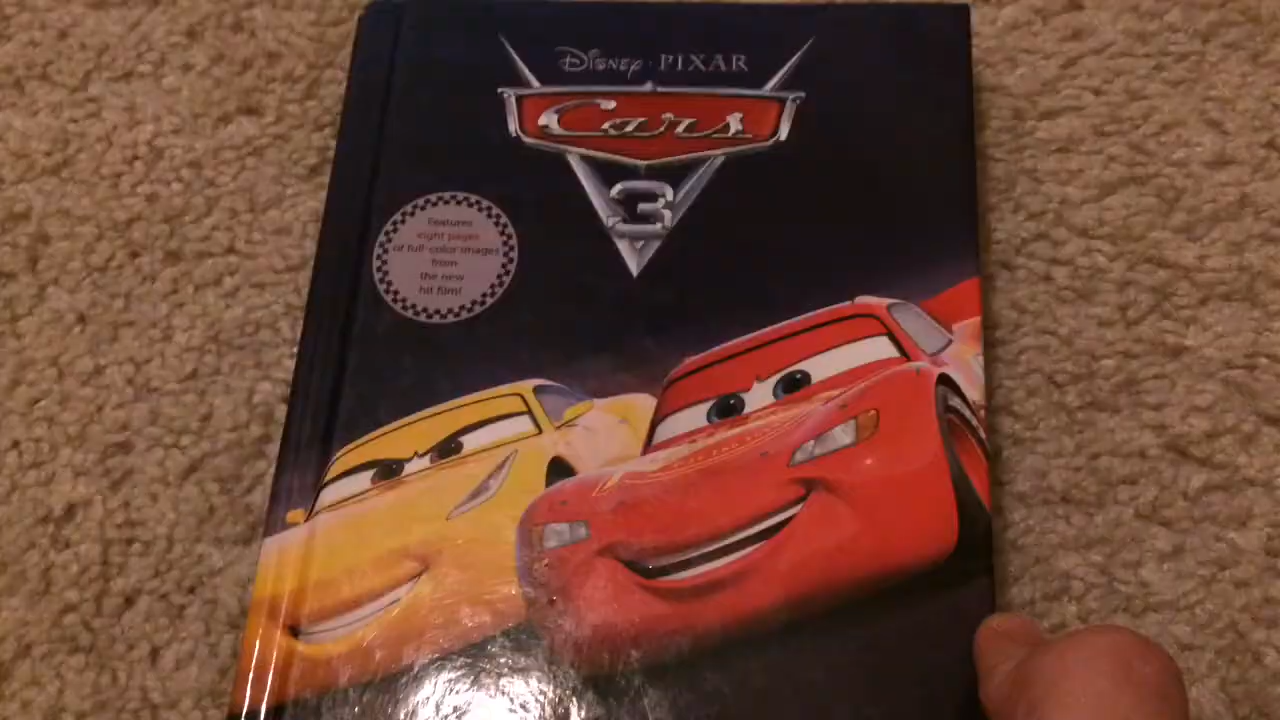 Disney · PIXAR
Cars
3
Features
eight pages
of full-color images
from
the new
hit film!